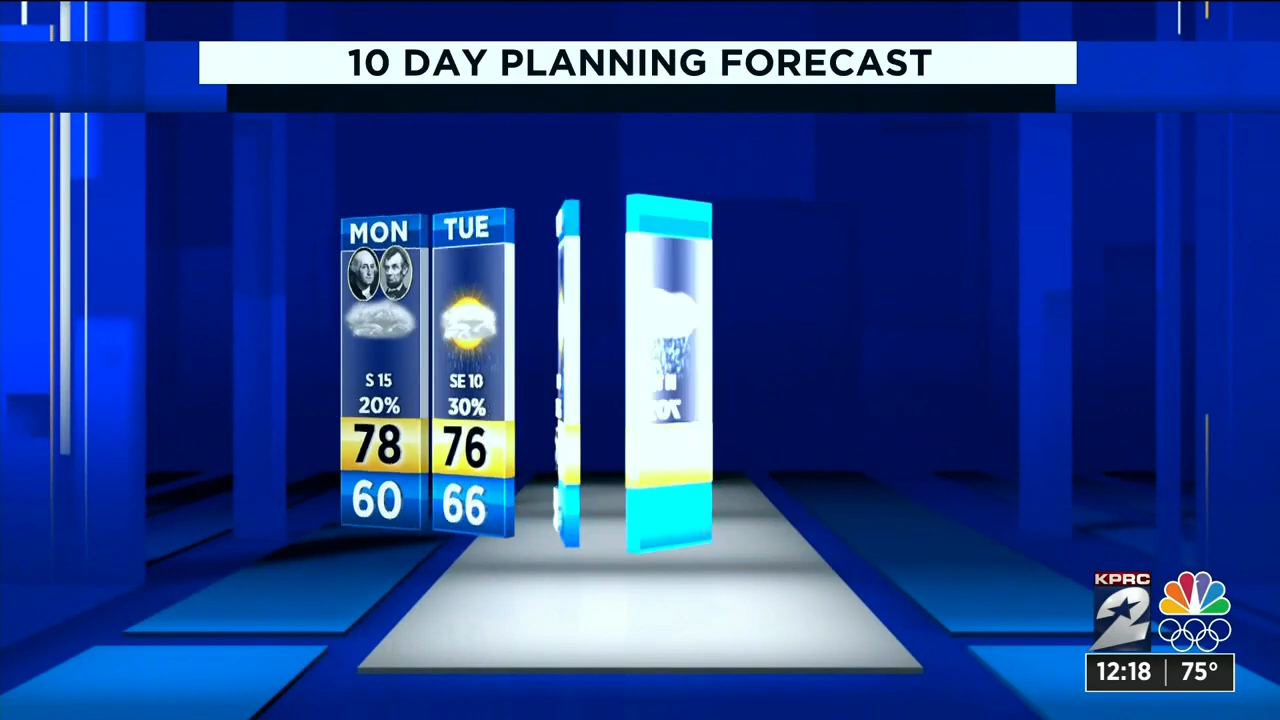 10 DAY PLANNING FORECAST
MON
S 15
20%
78
60
TUE
SE 10
30%
76
66
KPRC
2
12:18
75°